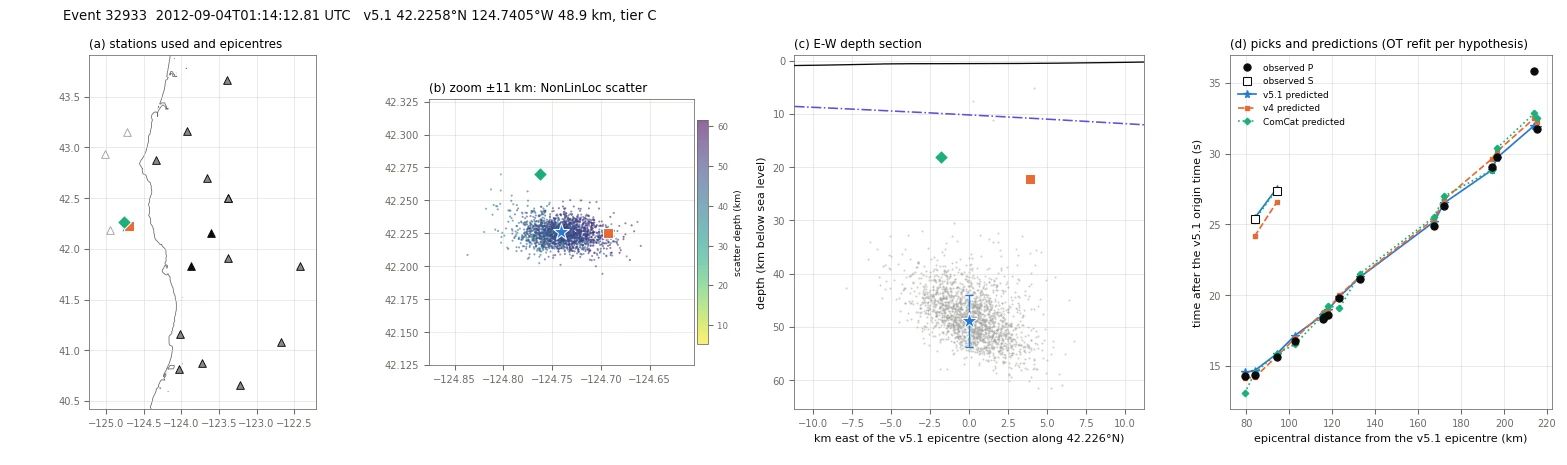 Event 32933  2012-09-04T01:14:12.81 UTC   v5.1 42.2258°N 124.7405°W 48.9 km, tier C
(a) stations used and epicentres
43.5
43.0
42.5
42.0
41.5
41.0
40.5
−125.0 −124.5 −124.0 −123.5 −123.0 −122.5
(b) zoom ±11 km: NonLinLoc scatter
42.325
42.300
42.275
42.250
42.225
42.200
42.175
42.150
42.125
−124.85 −124.80 −124.75 −124.70 −124.65
60
50
40
30
20
10
scatter depth (km)
(c) E-W depth section
0
10
20
30
40
50
60
depth (km below sea level)
−10.0 −7.5 −5.0 −2.5 0.0 2.5 5.0 7.5 10.0
km east of the v5.1 epicentre (section along 42.226°N)
(d) picks and predictions (OT refit per hypothesis)
observed P
observed S
v5.1 predicted
v4 predicted
ComCat predicted
35
30
25
20
15
time after the v5.1 origin time (s)
80 100 120 140 160 180 200 220
epicentral distance from the v5.1 epicentre (km)